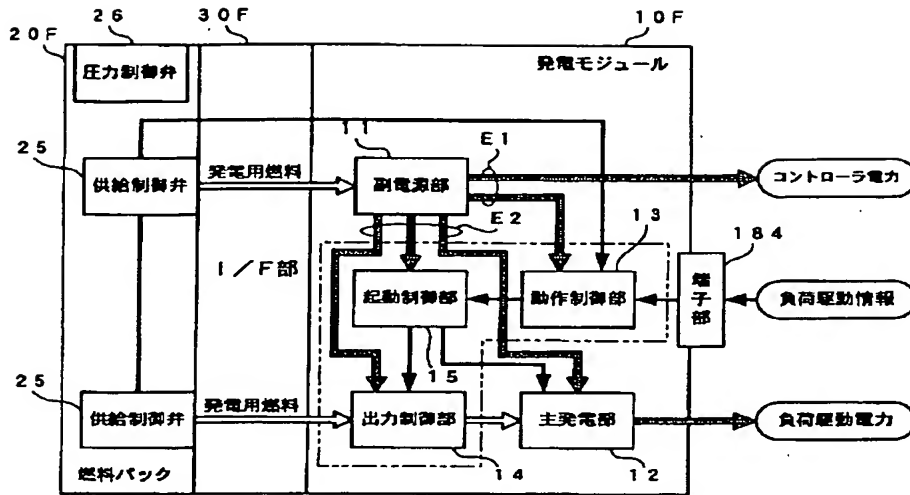 26
30F
10F
20F
圧力制御弁
発電モジュール
11
E1
25
発電用燃料
供給制御弁
副電源部
コントローラ電力
E2
13
184
I/F部
起動制御部
動作制御部
端子部
負荷駆動情報
15
25
発電用燃料
供給制御弁
出力制御部
主発電部
負荷駆動電力
燃料パック
14
12